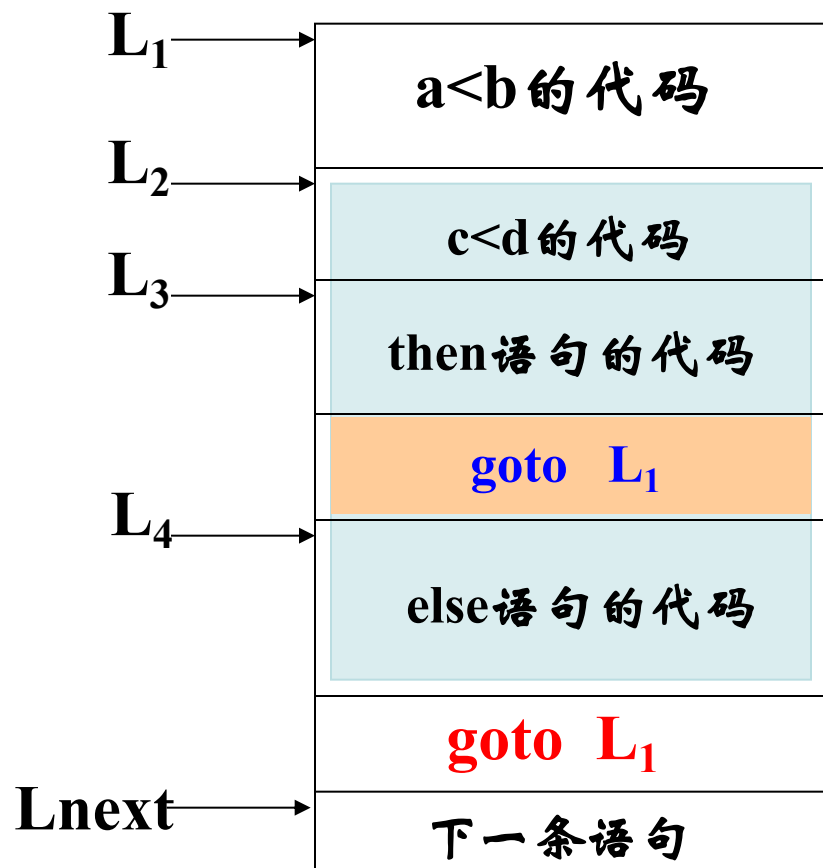 L₁
a<b的代码
L₂
c<d的代码
L₃
then语句的代码
goto L₁
L₄
else语句的代码
goto L₁
Lnext
下一条语句